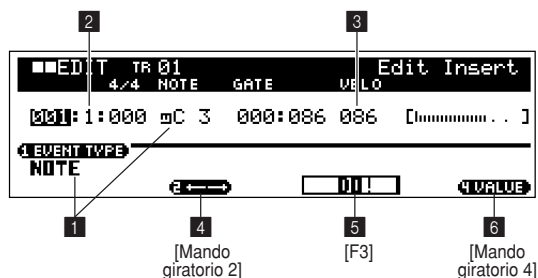 2 3
■■EDIT TR 01 Edit Insert
4/4 NOTE GATE VELO
001:1:000 C 3 000:086 086 [ . . ]
1 EVENT TYPE
NOTE
2 ←→ DO! 4 VALUE
1 4 5 6
[Mando giratorio 2] [F3] [Mando giratorio 4]